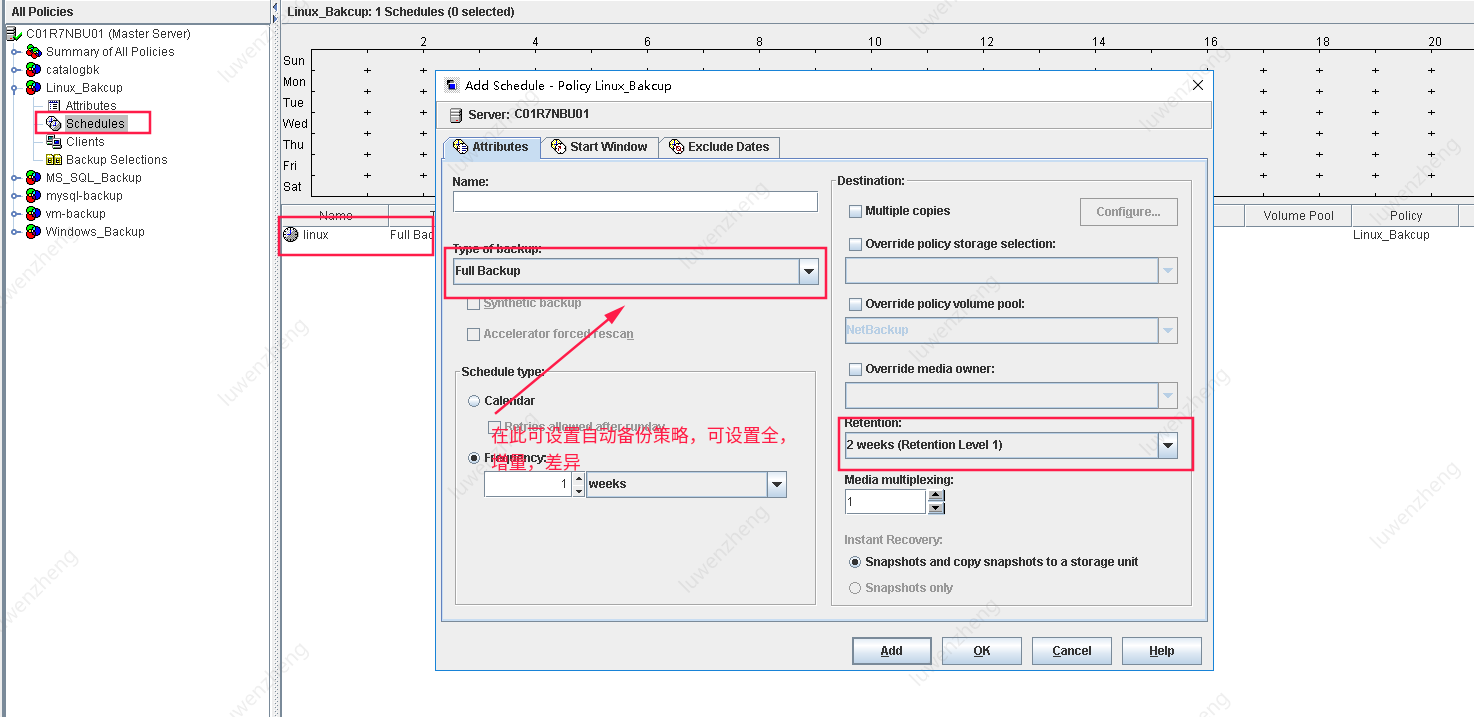 All Policies
C01R7NBU01 (Master Server)
Summary of All Policies
catalogbk
Linux_Bakcup
Attributes
Schedules
Clients
Backup Selections
MS_SQL_Backup
mysql-backup
vm-backup
Windows_Backup
Linux_Bakcup: 1 Schedules (0 selected)
2 4 6 8 10 12 14 16 18 20
Sun
Mon
Tue
Wed
Thu
Fri
Sat
Name T Volume Pool Policy
linux Full Bac Linux_Bakcup
Add Schedule - Policy Linux_Bakcup
Server: C01R7NBU01
Attributes Start Window Exclude Dates
Name:
Type of backup:
Full Backup
Synthetic backup
Accelerator forced rescan
Schedule type:
Calendar
Retries allowed after runday
在此可设置自动备份策略，可设置全，
增量，差异
Frequency:
1 weeks
Destination:
Multiple copies Configure...
Override policy storage selection:
Override policy volume pool:
NetBackup
Override media owner:
Retention:
2 weeks (Retention Level 1)
Media multiplexing:
1
Instant Recovery:
Snapshots and copy snapshots to a storage unit
Snapshots only
Add OK Cancel Help
luwenzheng